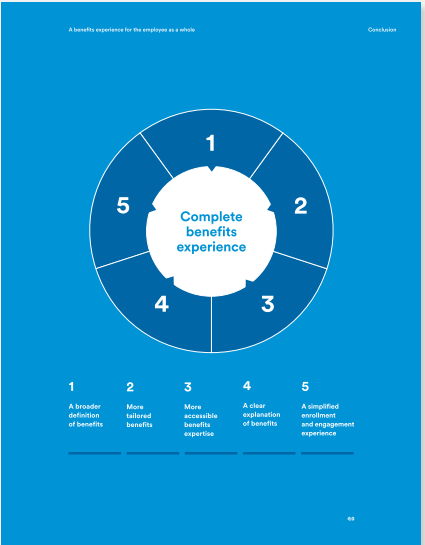 A benefits experience for the employee as a whole
Conclusion
1
2
3
4
5
Complete
benefits
experience
1
A broader
definition
of benefits
2
More
tailored
benefits
3
More
accessible
benefits
expertise
4
A clear
explanation
of benefits
5
A simplified
enrollment
and engagement
experience